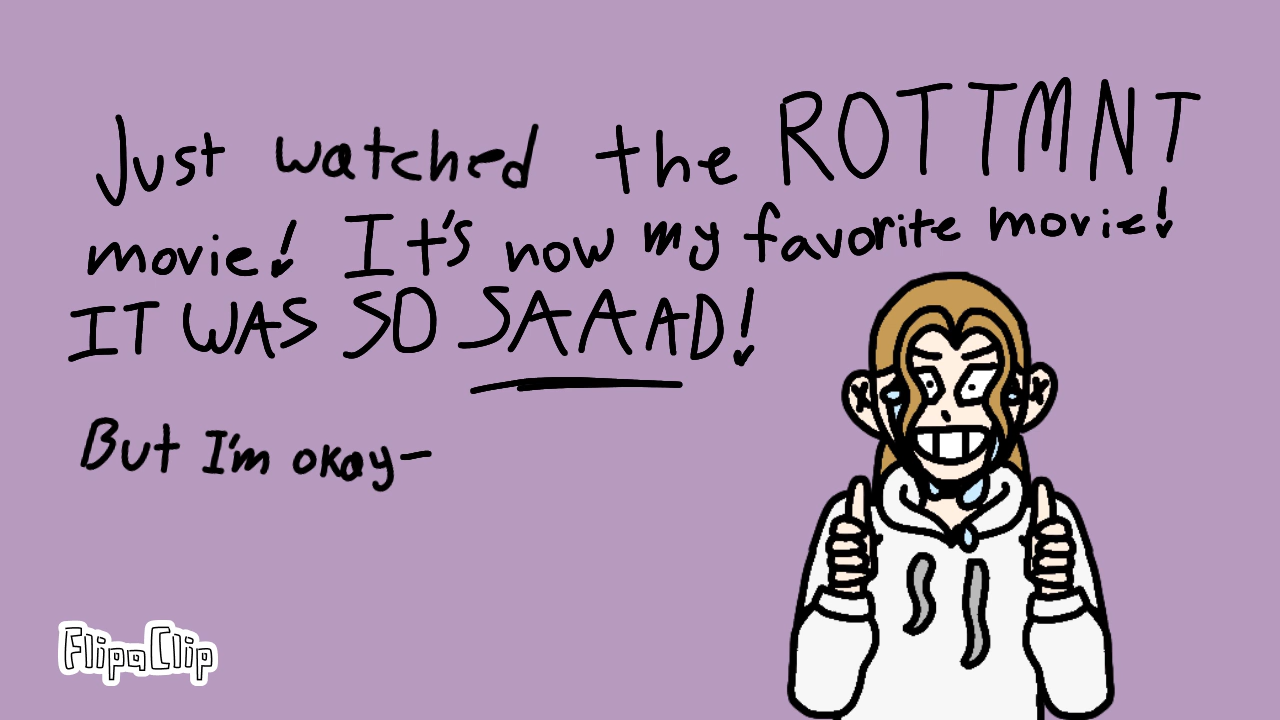 Just watched the ROTTMNT
movie! It's now my favorite movie!
IT WAS SO SAAAD!
But I'm okay-
FlipaClip